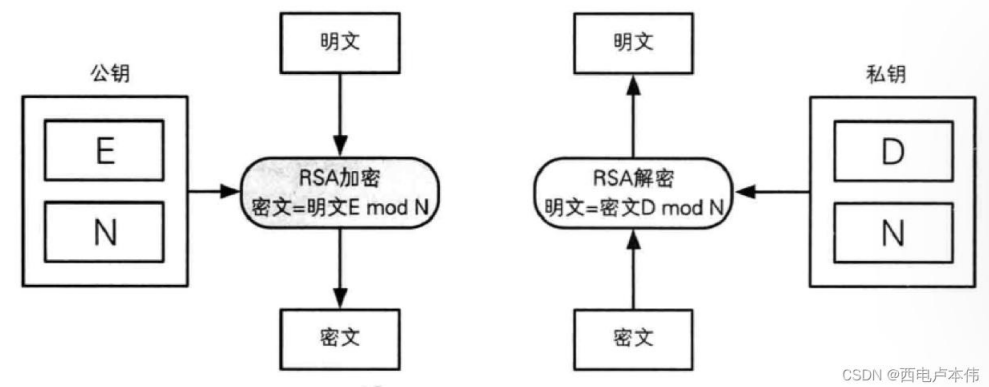 明文
公钥
E
N
RSA加密
密文=明文E mod N
密文
明文
私钥
D
N
RSA解密
明文=密文D mod N
密文
CSDN @西电卢本伟